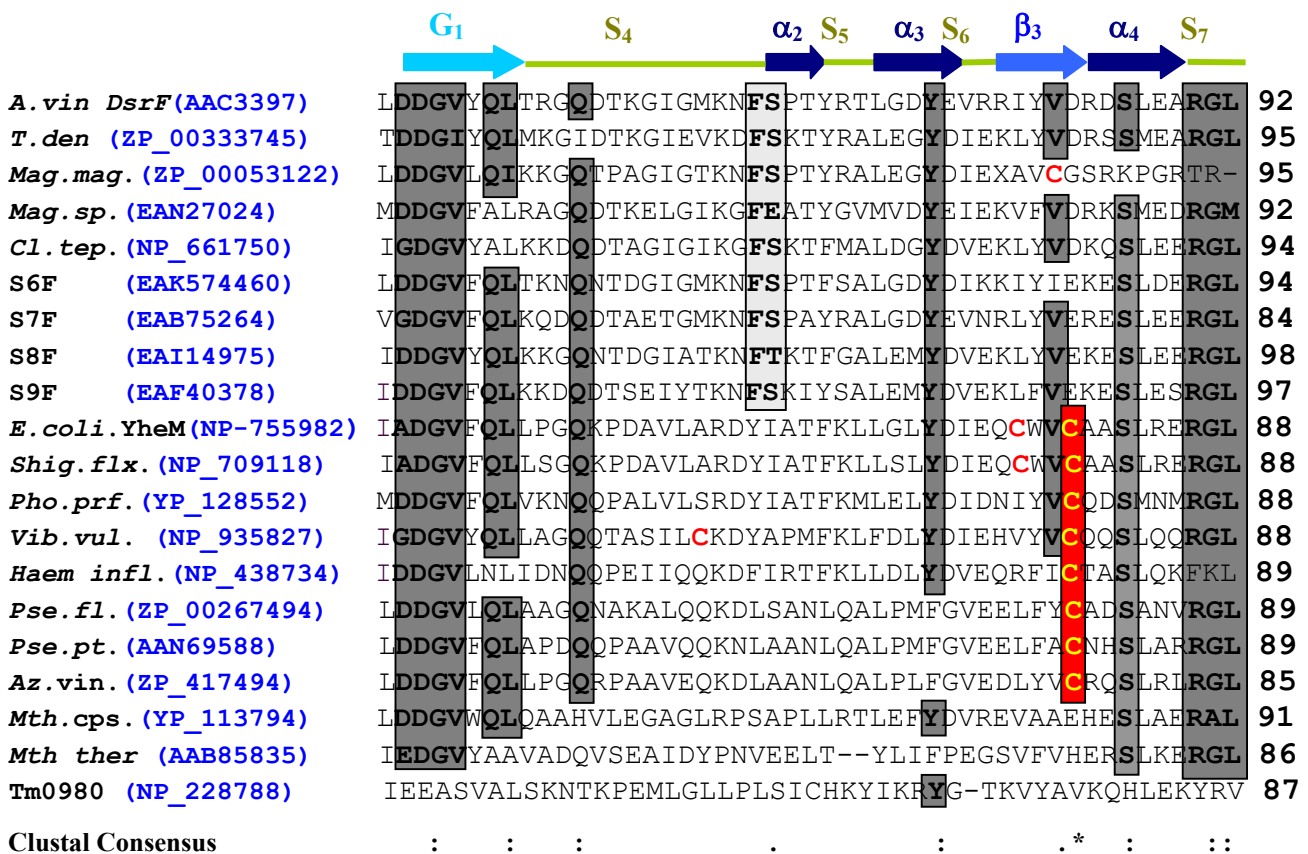 G1 S4 α2 S5 α3 S6 β3 α4 S7
A.vin DsrF(AAC3397) LDDGVYQLTRGQDTKGIGMKNFSPTYRTLGDYEVRRIYVDRDSLEARGL 92
T.den (ZP_00333745) TDDGIYQLMKGIDTKGIEVKDFSKTYRALEGYDIEKLYVDRSSMEARGL 95
Mag.mag.(ZP_00053122) LDDGVLQIKKGQTPAGIGTKNFSPTYRALEGYDIEXAVCGSRKPGRTR- 95
Mag.sp.(EAN27024) MDDGVFALRAGQDTKELGIKGFEATYGVMVDYEIEKVFVDRKSMEDRGM 92
Cl.tep.(NP_661750) IGDGVYALKKDQDTAGIGIKGFSKTFMALDGYDVEKLYVDKQSLEERGL 94
S6F (EAK574460) LDDGVFQLTKNQNTDGIGMKNFSPTFSALGDYDIKKIYIEKESLDERGL 94
S7F (EAB75264) VGDGVFQLKQDQDTAETGMKNFSPAYRALGDYEVNRLYVERESLEERGL 84
S8F (EAI14975) IDDGVYQLKKGQNTDGIATKNFTKTFGALEMYDVEKLYVEKESLEERGL 98
S9F (EAF40378) IDDGVFQLKKDQDTSEIYTKNFSKIYSALEMYDVEKLFVEKESLESRGL 97
E.coli.YheM(NP-755982) IADGVFQLLPGQKPDAVLARDYIATFKLLGLYDIEQCWVCAASLRERGL 88
Shig.flx.(NP_709118) IADGVFQLLSGQKPDAVLARDYIATFKLLSLYDIEQCWVCAASLRERGL 88
Pho.prf.(YP_128552) MDDGVFQLVKNQQPALVLSRDYIATFKMLELYDIDNIYVCQDSMNMRGL 88
Vib.vul. (NP_935827) IGDGVYQLLAGQQTASILCKDYAPMFKLFDLYDIEHVYVCQQSLQQRGL 88
Haem infl.(NP_438734) IDDGVLNLIDNQQPEIIQQKDFIRTFKLLDLYDVEQRFICTASLQKFKL 89
Pse.fl.(ZP_00267494) LDDGVLQLAAGQNAKALQQKDLSANLQALPMFGVEELFYCADSANVRGL 89
Pse.pt.(AAN69588) LDDGVFQLAPDQQPAAVQQKNLAANLQALPMFGVEELFACNHSLARRGL 89
Az.vin.(ZP_417494) LDDGVFQLLPGQRPAAVEQKDLAANLQALPLFGVEDLYVCRQSLRLRGL 85
Mth.cps.(YP_113794) LDDGVWQLQAAHVLEGAGLRPSAPLLRTLEFYDVREVAAEHESLAERAL 91
Mth ther (AAB85835) IEDGVYAAVADQVSEAIDYPNVEELT--YLIFPEGSVFVHERSLKERGL 86
Tm0980 (NP_228788) IEEASVALSKNTKPEMLGLLPLSICHKYIKRYG-TKVYAVKQHLEKYRV 87
Clustal Consensus : : : . : .* : ::